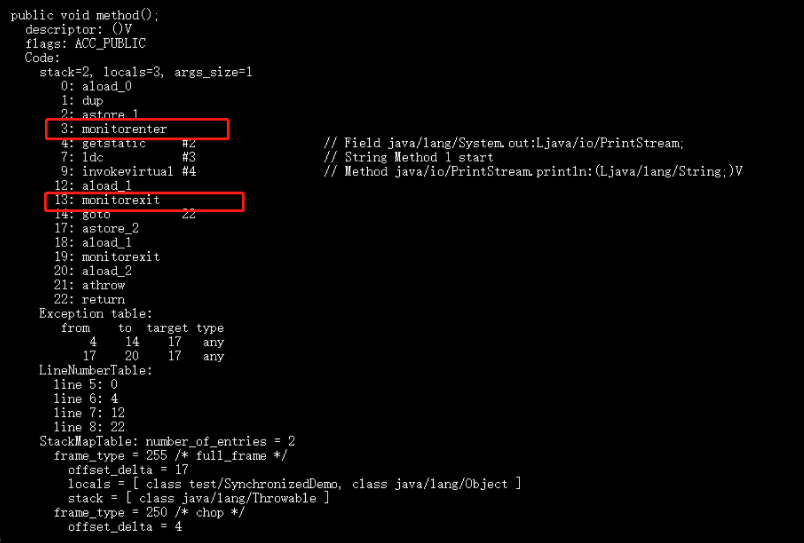 public void method();
descriptor: ()V
flags: ACC_PUBLIC
Code:
stack=2, locals=3, args_size=1
0: aload_0
1: dup
2: astore_1
3: monitorenter
4: getstatic #2 // Field java/lang/System.out:Ljava/io/PrintStream;
7: ldc #3 // String Method 1 start
9: invokevirtual #4 // Method java/io/PrintStream.println:(Ljava/lang/String;)V
12: aload_1
13: monitorexit
14: goto 22
17: astore_2
18: aload_1
19: monitorexit
20: aload_2
21: athrow
22: return
Exception table:
from to target type
4 14 17 any
17 20 17 any
LineNumberTable:
line 5: 0
line 6: 4
line 7: 12
line 8: 22
StackMapTable: number_of_entries = 2
frame_type = 255 /* full_frame */
offset_delta = 17
locals = [ class test/SynchronizedDemo, class java/lang/Object ]
stack = [ class java/lang/Throwable ]
frame_type = 250 /* chop */
offset_delta = 4